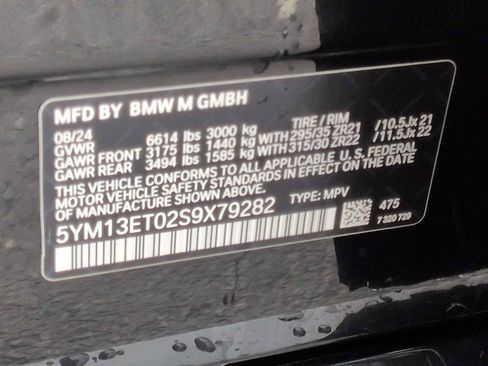 MFD BY BMW M GMBH
08/24 TIRE / RIM
GVWR 6614 lbs 3000 kg
GAWR FRONT 3175 lbs 1440 kg WITH 295/35 ZR21 /10.5Jx21
GAWR REAR 3494 lbs 1585 kg WITH 315/30 ZR22 /11.5Jx22
THIS VEHICLE CONFORMS TO ALL APPLICABLE U.S. FEDERAL
MOTOR VEHICLE SAFETY STANDARDS IN EFFECT ON THE DATE
OF MANUFACTURE SHOWN ABOVE.
5YM13ET02S9X79282 TYPE: MPV
475
7320729